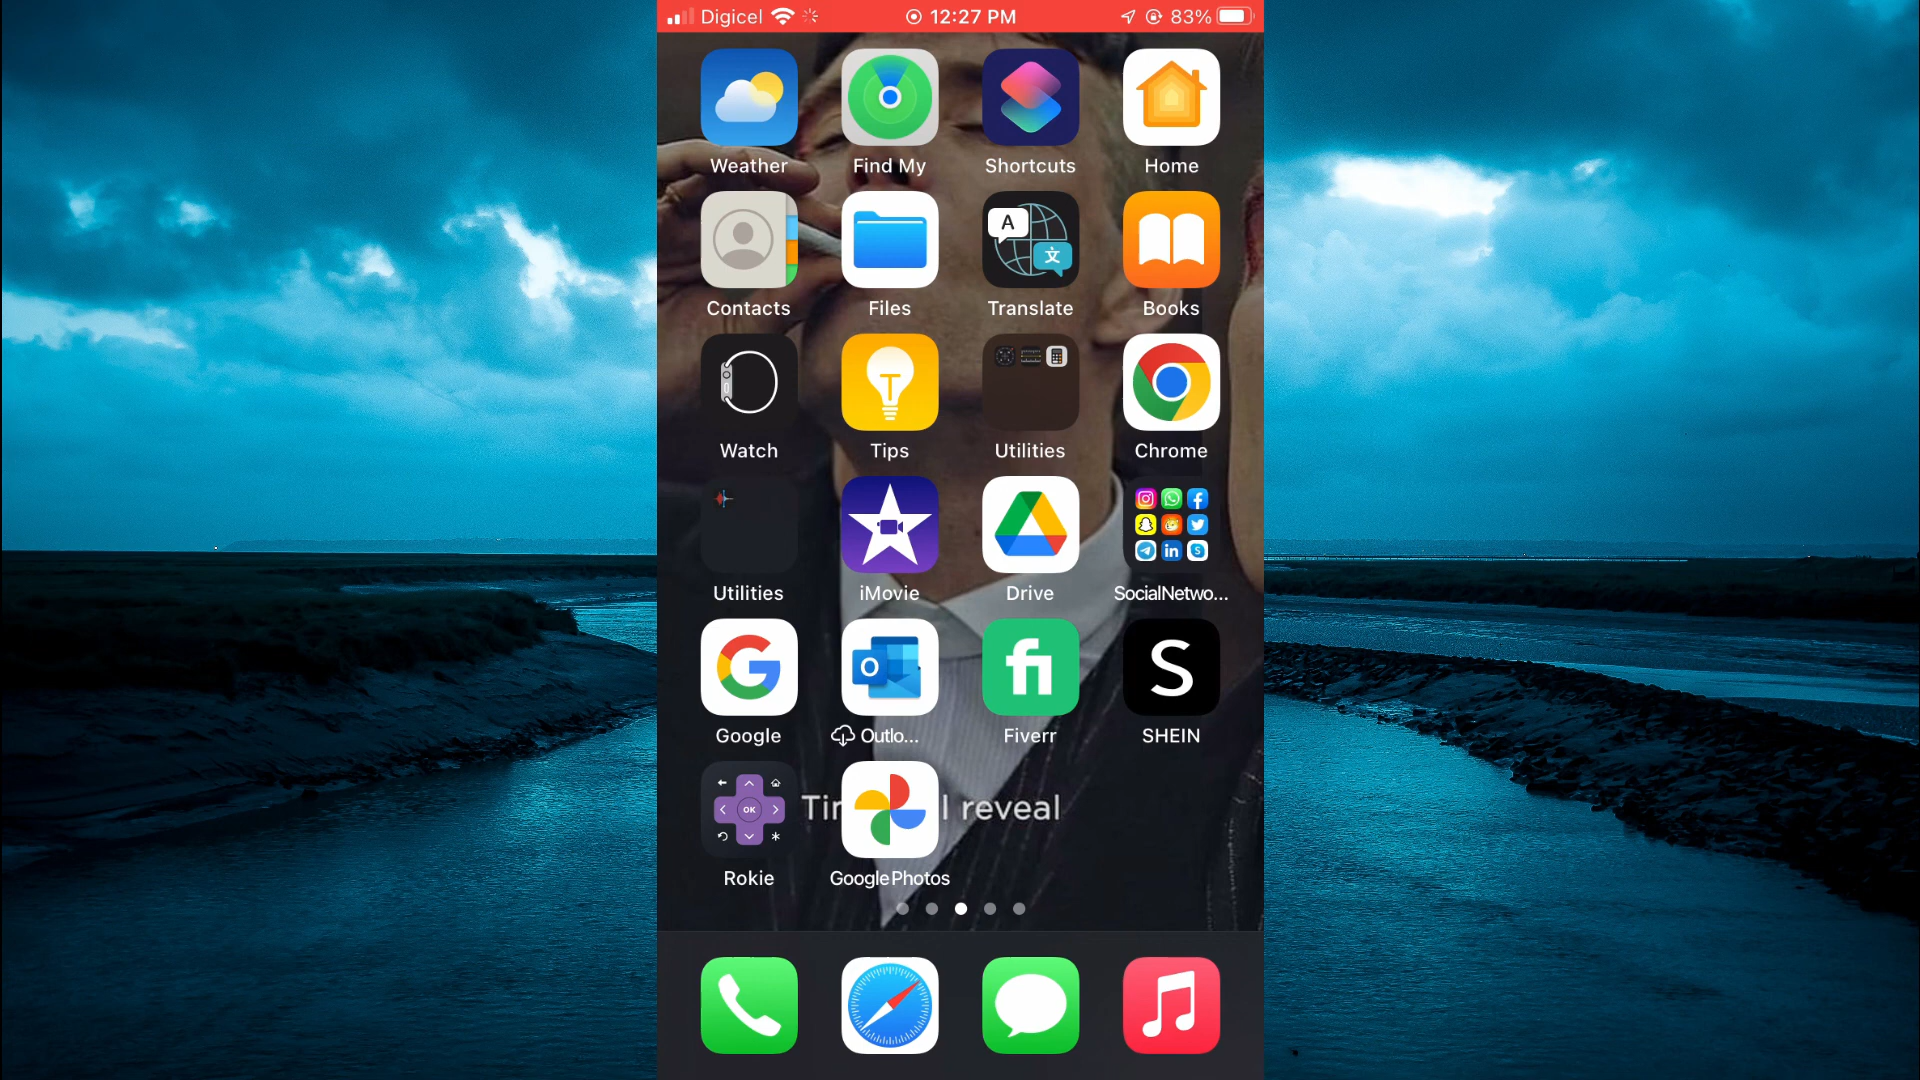 Digicel 12:27 PM 83%
Weather Find My Shortcuts Home
A 文
Contacts Files Translate Books
Watch Tips Utilities Chrome
Utilities iMovie Drive SocialNetwo...
fi S
Google Outlo... Fiverr SHEIN
OK
I reveal
Rokie Google Photos